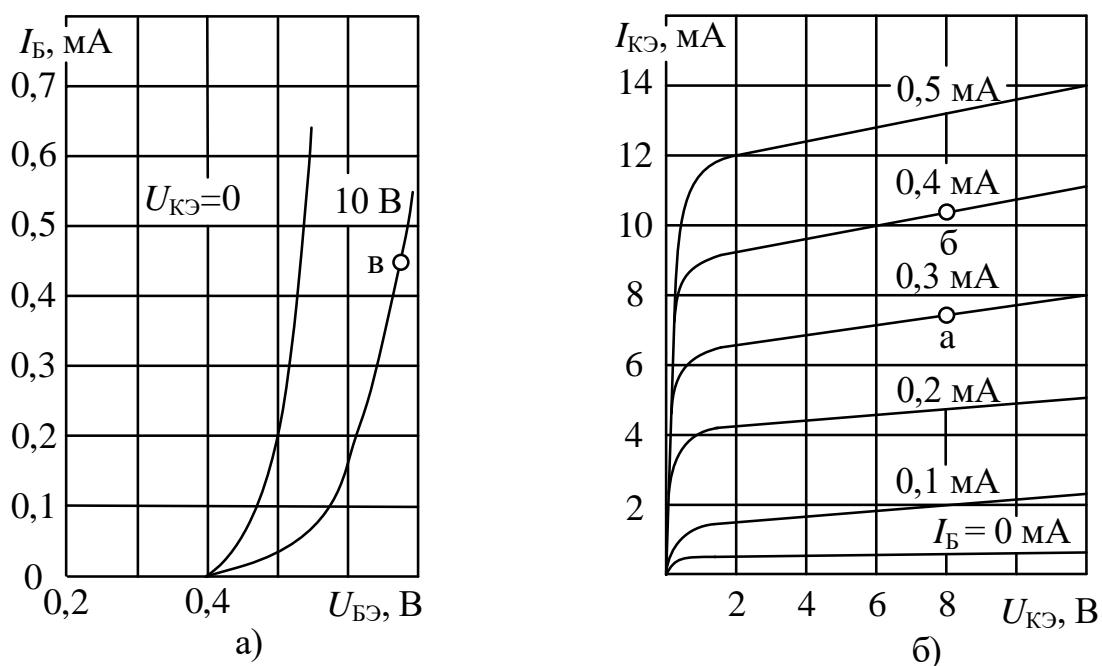 I_Б, мА
0,7
0,6
0,5
0,4
0,3
0,2
0,1
0
U_КЭ=0
10 В
в
0,2
0,4
U_БЭ, В
а)
I_КЭ, мА
14
12
10
8
6
4
2
0,5 мА
0,4 мА
б
0,3 мА
а
0,2 мА
0,1 мА
I_Б = 0 мА
2
4
6
8
U_КЭ, В
б)